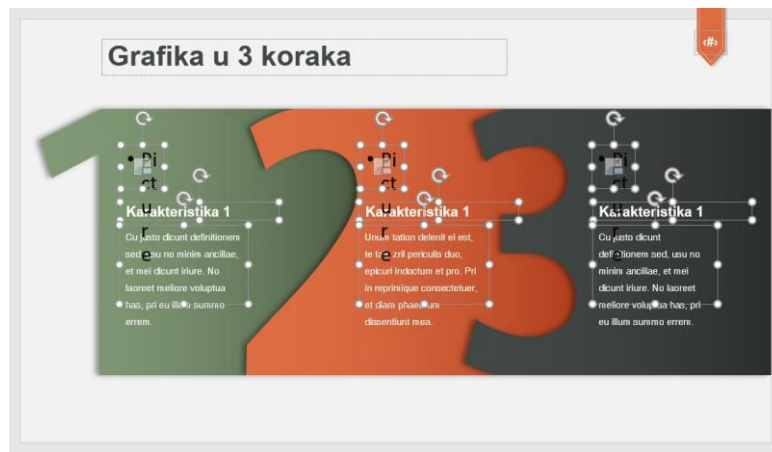 Grafika u 3 koraka
‹#›
1
2
3
• Pi
ct
u
r
e
Karakteristika 1
Cu justo dicunt definitionem
sed, usu no minim ancillae,
et mei dicunt iriure. No
laoreet meliore voluptua
has, pri eu illum summo
errem.
• Pi
ct
u
r
e
Karakteristika 1
Unum tation delenit ei est,
te tale zril periculis duo,
epicuri indoctum et pro. Pri
in reprimique consectetuer,
et diam phaedrum
dissentiunt mea.
• Pi
ct
u
r
e
Karakteristika 1
Cu justo dicunt
definitionem sed, usu no
minim ancillae, et mei
dicunt iriure. No laoreet
meliore voluptua has, pri
eu illum summo errem.